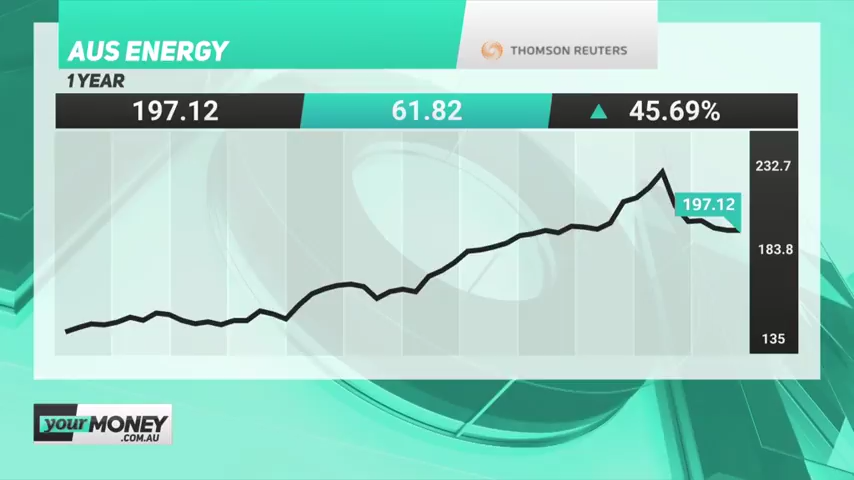 AUS ENERGY
THOMSON REUTERS
1 YEAR
197.12 61.82 45.69%
232.7
197.12
183.8
135
yourMONEY
.COM.AU